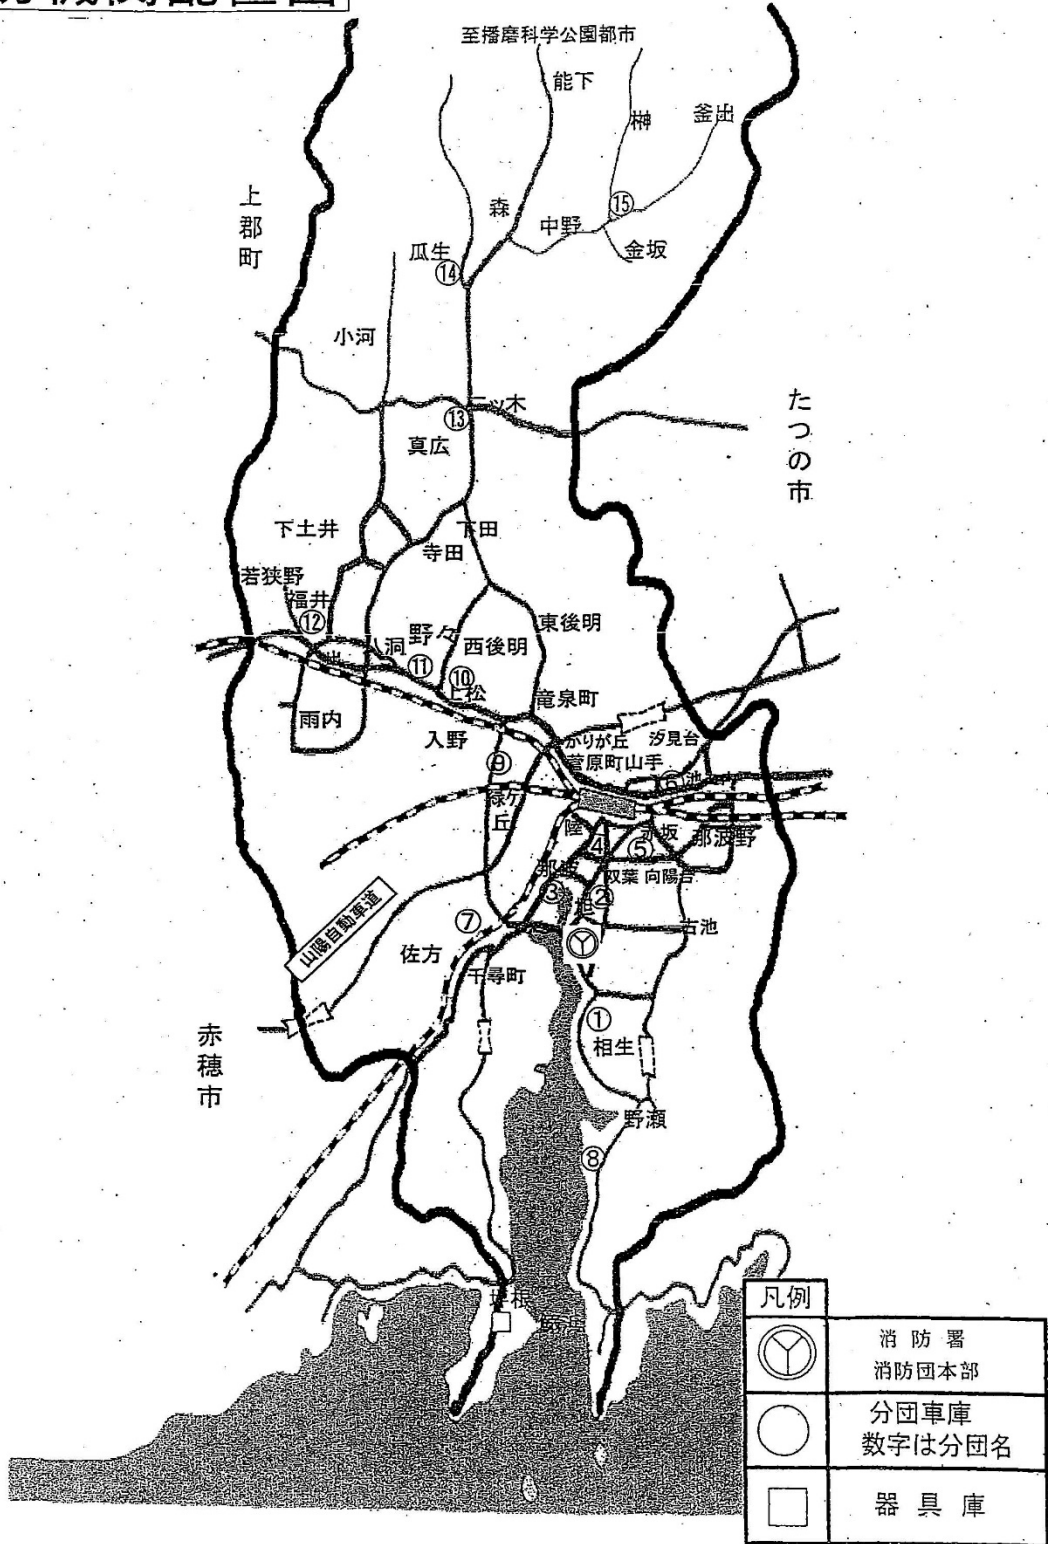 至播磨科学公園都市
能下
榊
釜出
⑮
森
中野
金坂
上郡町
瓜生
⑭
小河
二ツ木
⑬
真広
たつの市
下土井
下田
寺田
若狭野
福井
⑫
東後明
八洞
野々
西後明
⑪
⑩
上松
竜泉町
雨内
入野
かりが丘
汐見台
菅原町
山手
⑨
⑥
池
緑ケ丘
陸
④
赤坂
⑤
那波野
那波
双葉
向陽台
③
②
旭
山陽自動車道
⑦
古池
佐方
千尋町
①
相生
赤穂市
野瀬
⑧
凡例
消防署
消防団本部
分団車庫
数字は分団名
器具庫